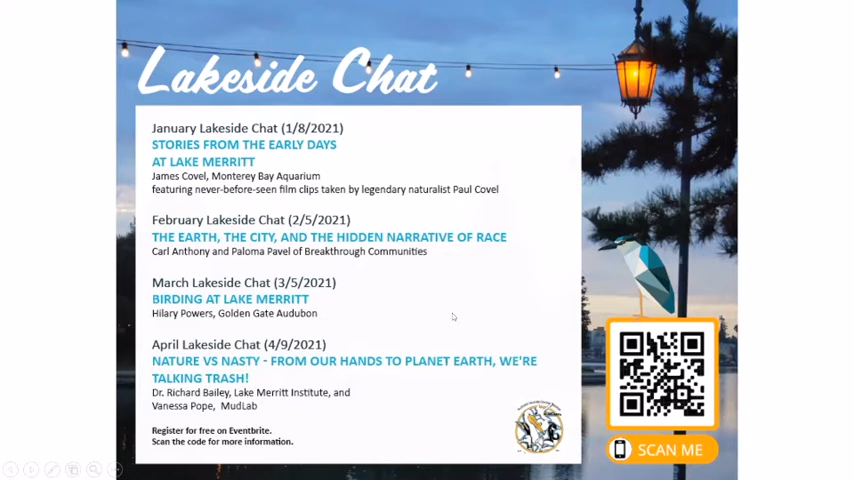 Lakeside Chat
January Lakeside Chat (1/8/2021)
STORIES FROM THE EARLY DAYS
AT LAKE MERRITT
James Covel, Monterey Bay Aquarium
featuring never-before-seen film clips taken by legendary naturalist Paul Covel
February Lakeside Chat (2/5/2021)
THE EARTH, THE CITY, AND THE HIDDEN NARRATIVE OF RACE
Carl Anthony and Paloma Pavel of Breakthrough Communities
March Lakeside Chat (3/5/2021)
BIRDING AT LAKE MERRITT
Hilary Powers, Golden Gate Audubon
April Lakeside Chat (4/9/2021)
NATURE VS NASTY - FROM OUR HANDS TO PLANET EARTH, WE'RE
TALKING TRASH!
Dr. Richard Bailey, Lake Merritt Institute, and
Vanessa Pope, MudLab
Register for free on Eventbrite.
Scan the code for more information.
SCAN ME